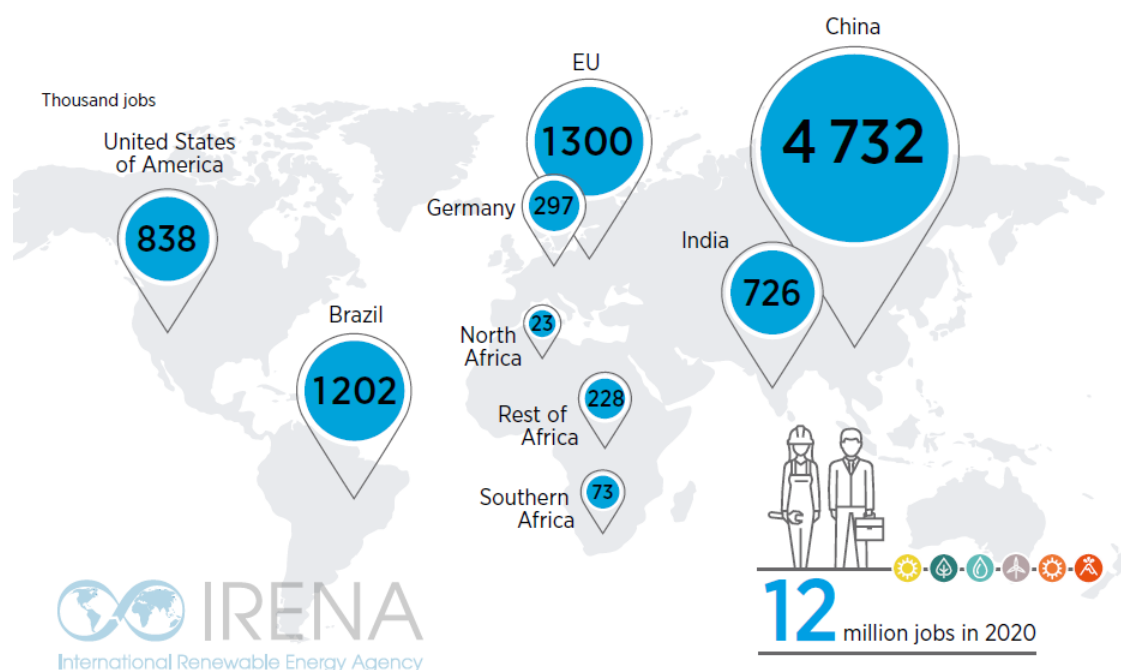 China
4 732
EU
1300
Thousand jobs
United States
of America
838
Germany
297
India
726
Brazil
1202
North
Africa
23
Rest of
Africa
228
Southern
Africa
73
12 million jobs in 2020
IRENA
International Renewable Energy Agency